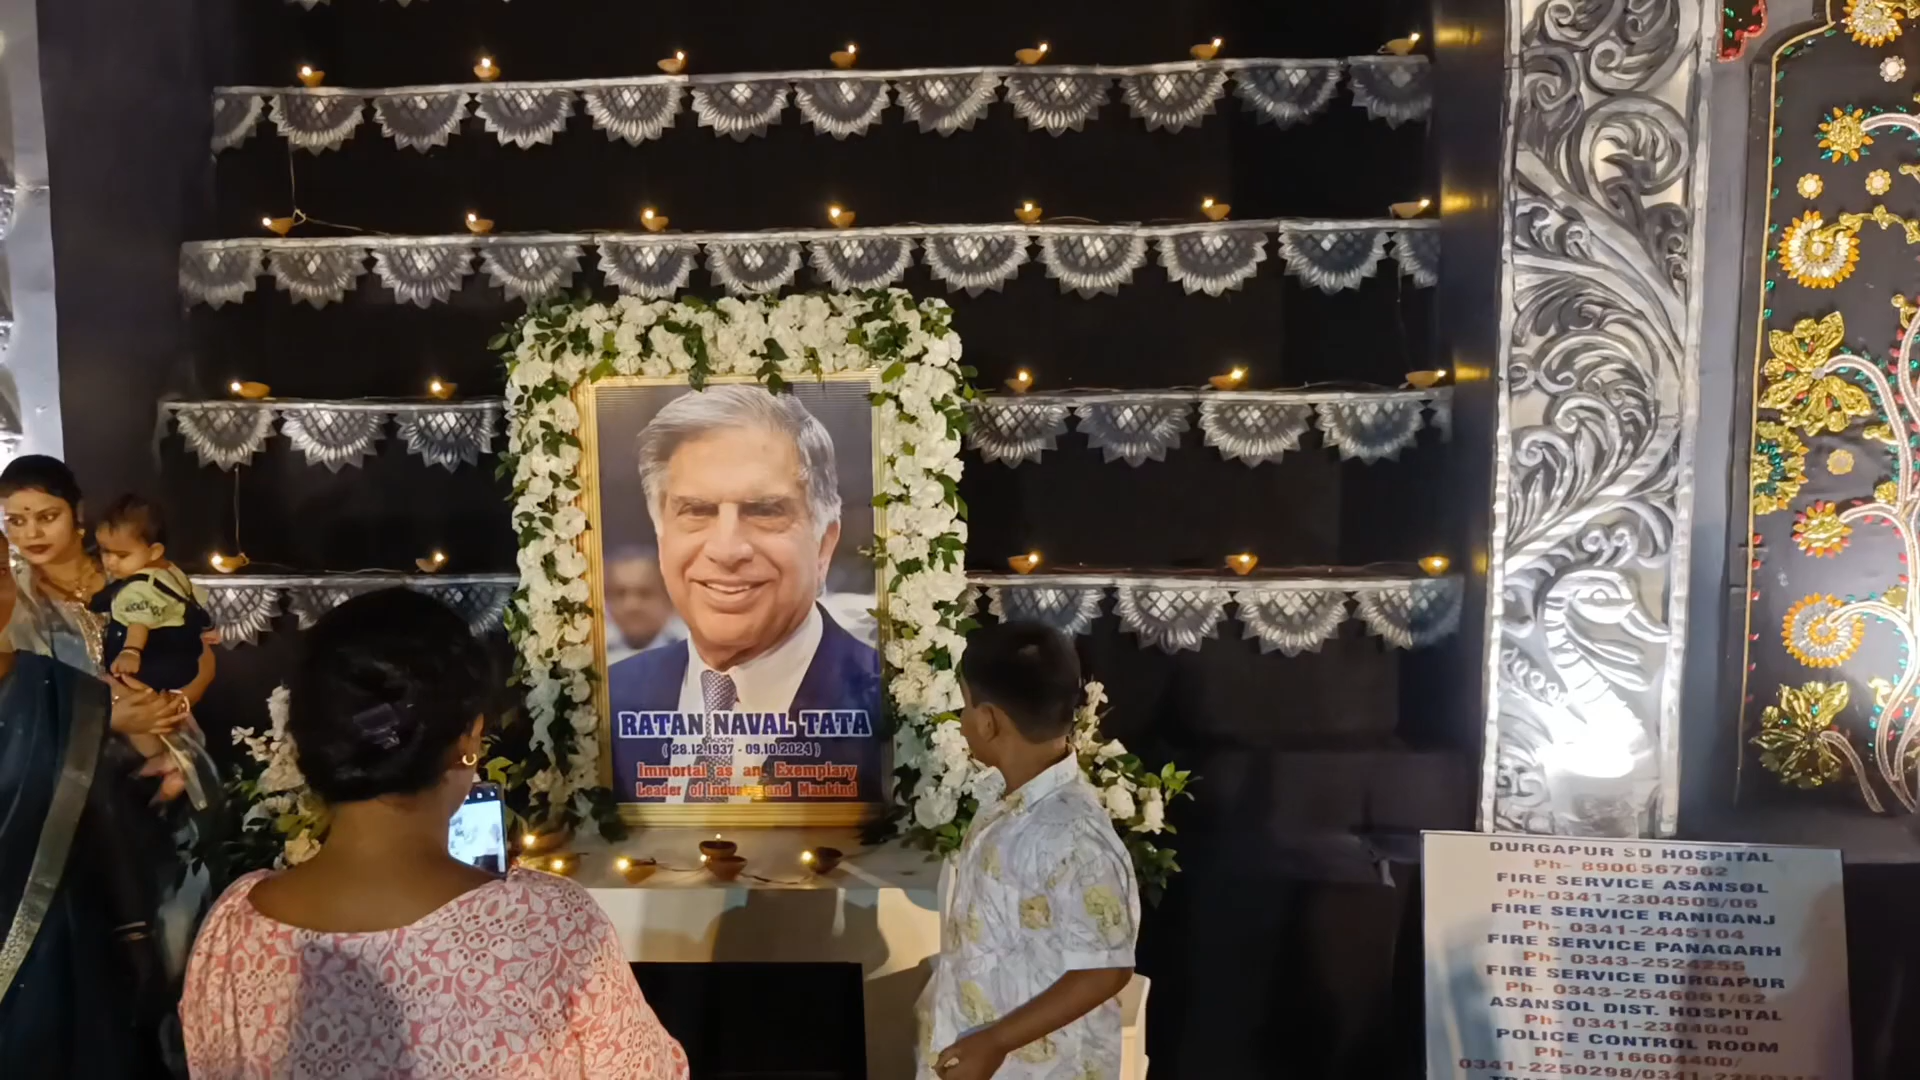 RATAN NAVAL TATA
( 28.12.1937 - 09.10.2024 )
Immortal as an Exemplary
Leader of Industry and Mankind
DURGAPUR SD HOSPITAL
Ph- 8900567902
FIRE SERVICE ASANSOL
Ph-0341-2304505/06
FIRE SERVICE RANIGANJ
Ph- 0341-2445104
FIRE SERVICE PANAGARH
Ph- 0343-2524255
FIRE SERVICE DURGAPUR
Ph- 0343-2546061/62
ASANSOL DIST. HOSPITAL
Ph- 0341-2304040
POLICE CONTROL ROOM
Ph- 8116604400/